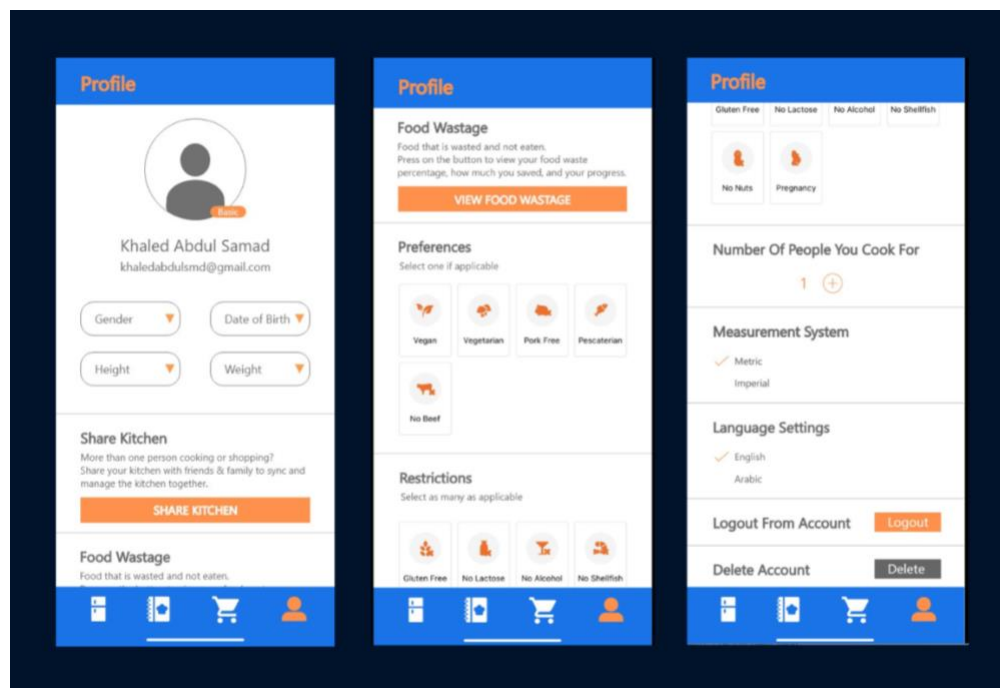 Profile
Basic
Khaled Abdul Samad
khaledabdulsmd@gmail.com
Gender
Date of Birth
Height
Weight
Share Kitchen
More than one person cooking or shopping?
Share your kitchen with friends & family to sync and
manage the kitchen together.
SHARE KITCHEN
Food Wastage
Food that is wasted and not eaten.
Profile
Food Wastage
Food that is wasted and not eaten.
Press on the button to view your food waste
percentage, how much you saved, and your progress.
VIEW FOOD WASTAGE
Preferences
Select one if applicable
Vegan
Vegetarian
Pork Free
Pescaterian
No Beef
Restrictions
Select as many as applicable
Gluten Free
No Lactose
No Alcohol
No Shellfish
Profile
Gluten Free
No Lactose
No Alcohol
No Shellfish
No Nuts
Pregnancy
Number Of People You Cook For
1
Measurement System
Metric
Imperial
Language Settings
English
Arabic
Logout From Account
Logout
Delete Account
Delete